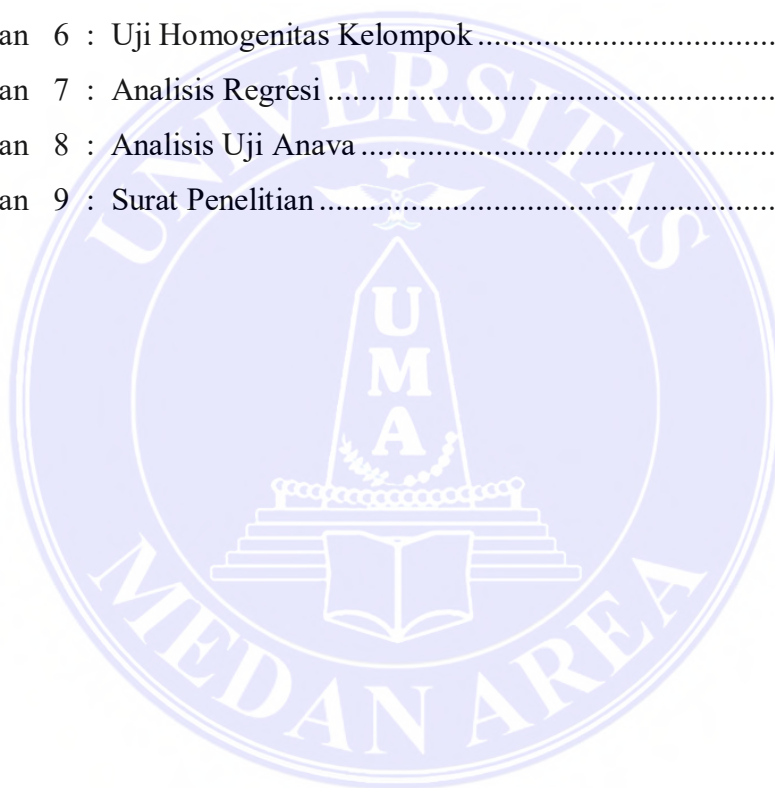 an 6 : Uji Homogenitas Kelompok ................................
an 7 : Analisis Regresi ................................................
an 8 : Analisis Uji Anava ............................................
an 9 : Surat Penelitian ................................................
UNIVERSITAS
UMA
MEDAN AREA